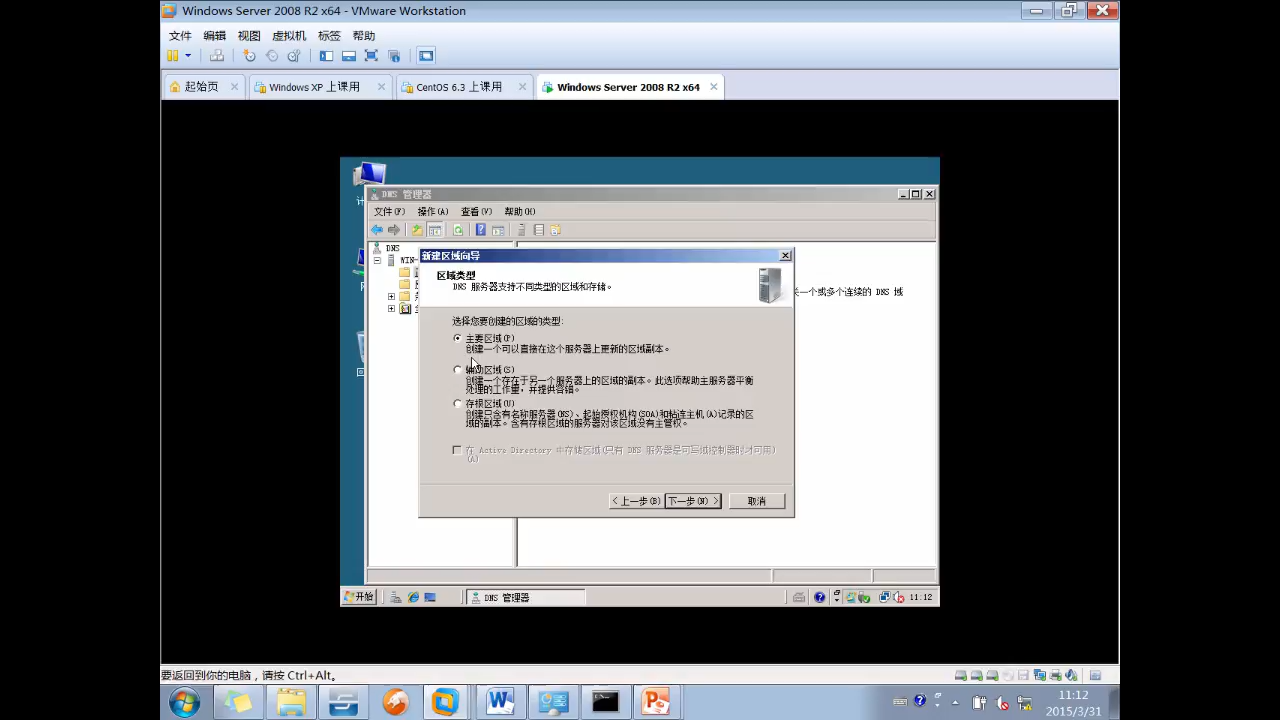 Windows Server 2008 R2 x64 - VMware Workstation
文件 编辑 视图 虚拟机 标签 帮助
起始页 Windows XP 上课用 CentOS 6.3 上课用 Windows Server 2008 R2 x64
DNS 管理器
文件(F) 操作(A) 查看(V) 帮助(H)
DNS
WIN-
新建区域向导
区域类型
DNS 服务器支持不同类型的区域和存储。
一个或多个连续的 DNS 域
选择您要创建的区域的类型:
主要区域(P)
创建一个可以直接在这个服务器上更新的区域副本。
辅助区域(S)
创建一个存在于另一个服务器上的区域的副本。此选项帮助主服务器平衡
处理的工作量，并提供容错。
存根区域(U)
创建只含有名称服务器(NS)、起始授权机构(SOA)和粘连主机(A)记录的区
域的副本。含有存根区域的服务器对该区域没有主管权。
在 Active Directory 中存储区域(只有 DNS 服务器是可写域控制器时才可用)
(A)
< 上一步(B) 下一步(N) > 取消
开始 DNS 管理器 11:12
要返回到你的电脑，请按 Ctrl+Alt。
11:12
2015/3/31